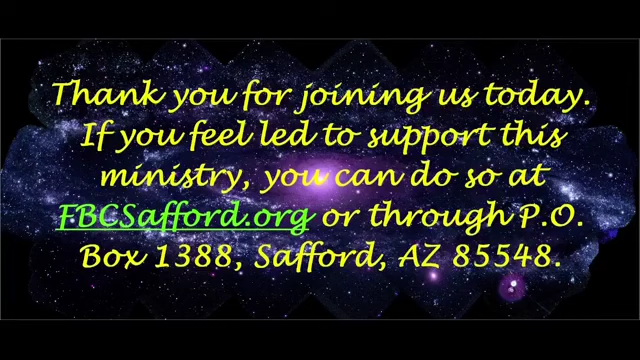 Thank you for joining us today.
If you feel led to support this
ministry, you can do so at
FBCSafford.org or through P.O.
Box 1388, Safford, AZ 85548.